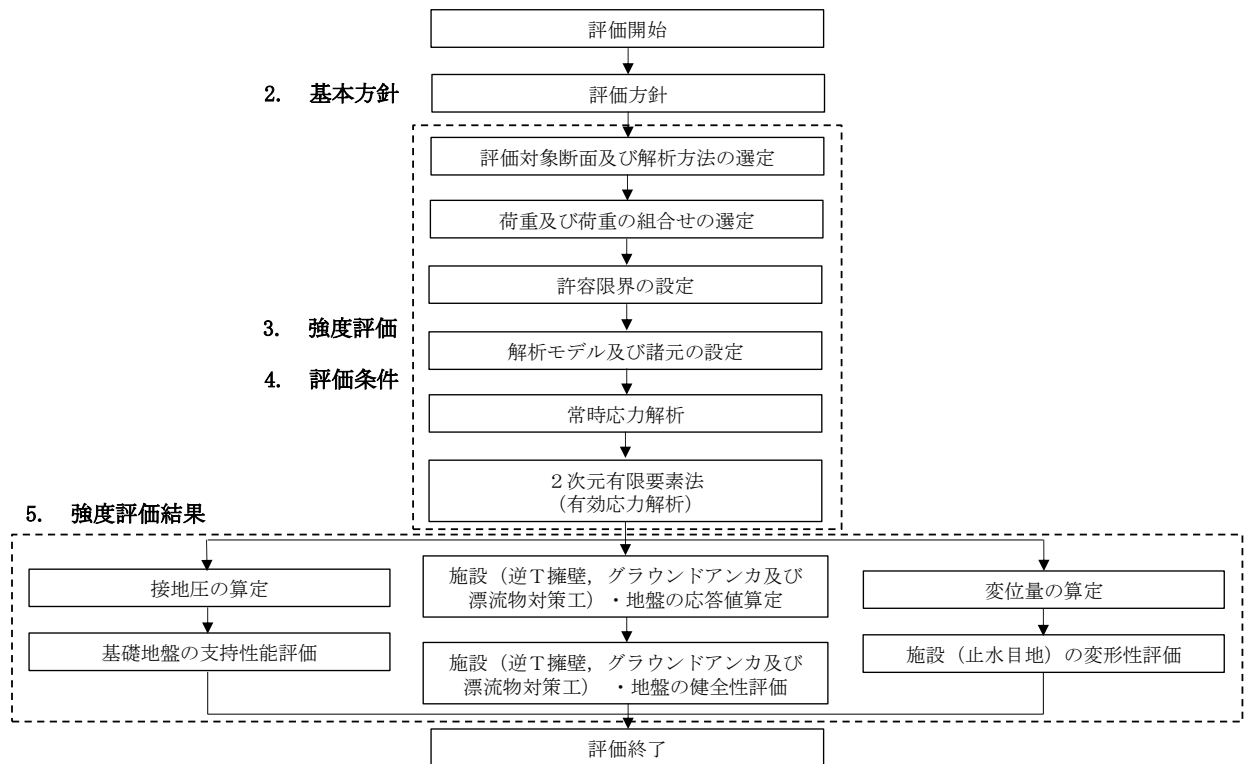 評価開始
2. 基本方針
評価方針
評価対象断面及び解析方法の選定
荷重及び荷重の組合せの選定
許容限界の設定
3. 強度評価
解析モデル及び諸元の設定
4. 評価条件
常時応力解析
２次元有限要素法
(有効応力解析)
5. 強度評価結果
接地圧の算定
基礎地盤の支持性能評価
施設（逆Ｔ擁壁，グラウンドアンカ及び
漂流物対策工）・地盤の応答値算定
施設（逆Ｔ擁壁，グラウンドアンカ及び
漂流物対策工） ・地盤の健全性評価
変位量の算定
施設（止水目地）の変形性評価
評価終了